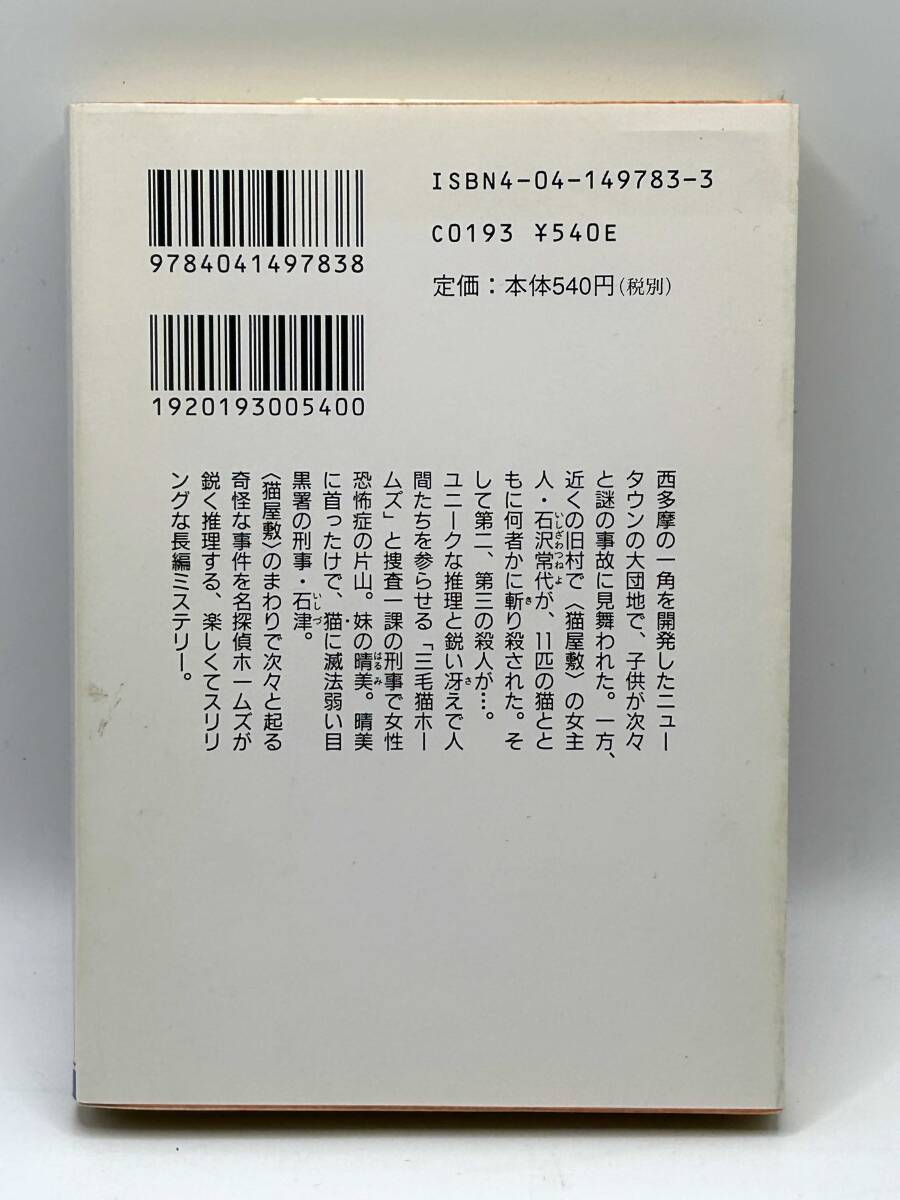 9784041497838
1920193005400
ISBN4-04-149783-3
C0193 ¥540E
定価：本体540円（税別）
西多摩の一角を開発したニュー
タウンの大団地で、子供が次々
と謎の事故に見舞われた。一方、
近くの旧村で〈猫屋敷〉の女主
人・石沢常代が、11匹の猫とと
もに何者かに斬り殺された。そ
して第二、第三の殺人が…。
ユニークな推理と鋭い冴えで人
間たちを参らせる「三毛猫ホー
ムズ」と捜査一課の刑事で女性
恐怖症の片山。妹の晴美。晴美
に首ったけで、猫に滅法弱い目
黒署の刑事・石津。
〈猫屋敷〉のまわりで次々と起る
奇怪な事件を名探偵ホームズが
鋭く推理する、楽しくてスリリ
ングな長編ミステリー。